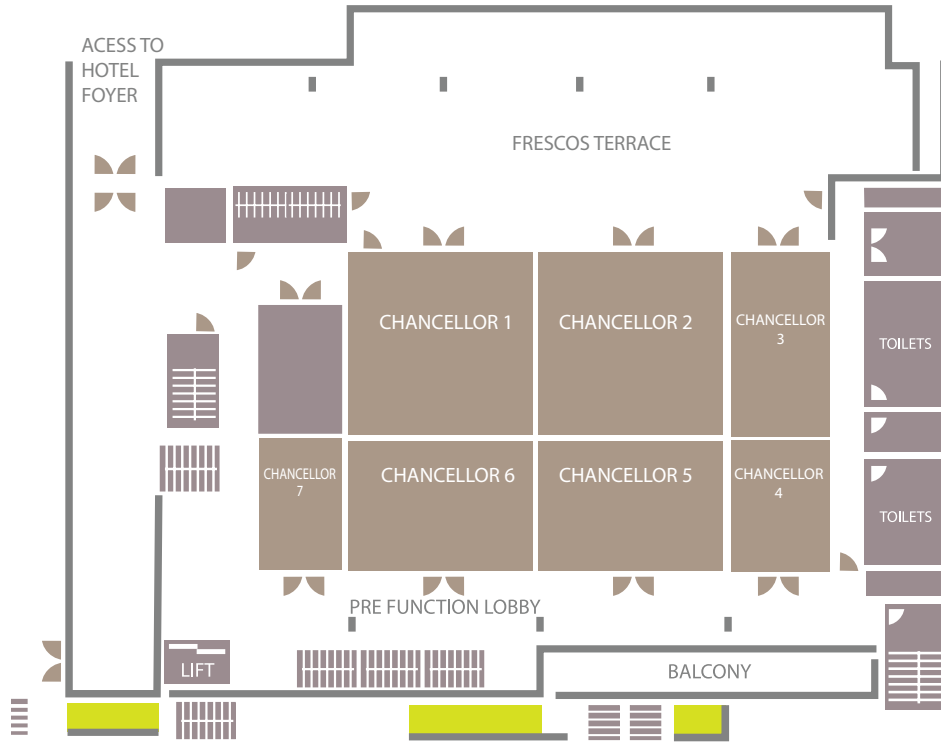 ACESS TO
HOTEL
FOYER
FRESCOS TERRACE
CHANCELLOR 1
CHANCELLOR 2
CHANCELLOR
3
TOILETS
CHANCELLOR
7
CHANCELLOR 6
CHANCELLOR 5
CHANCELLOR
4
TOILETS
PRE FUNCTION LOBBY
LIFT
BALCONY